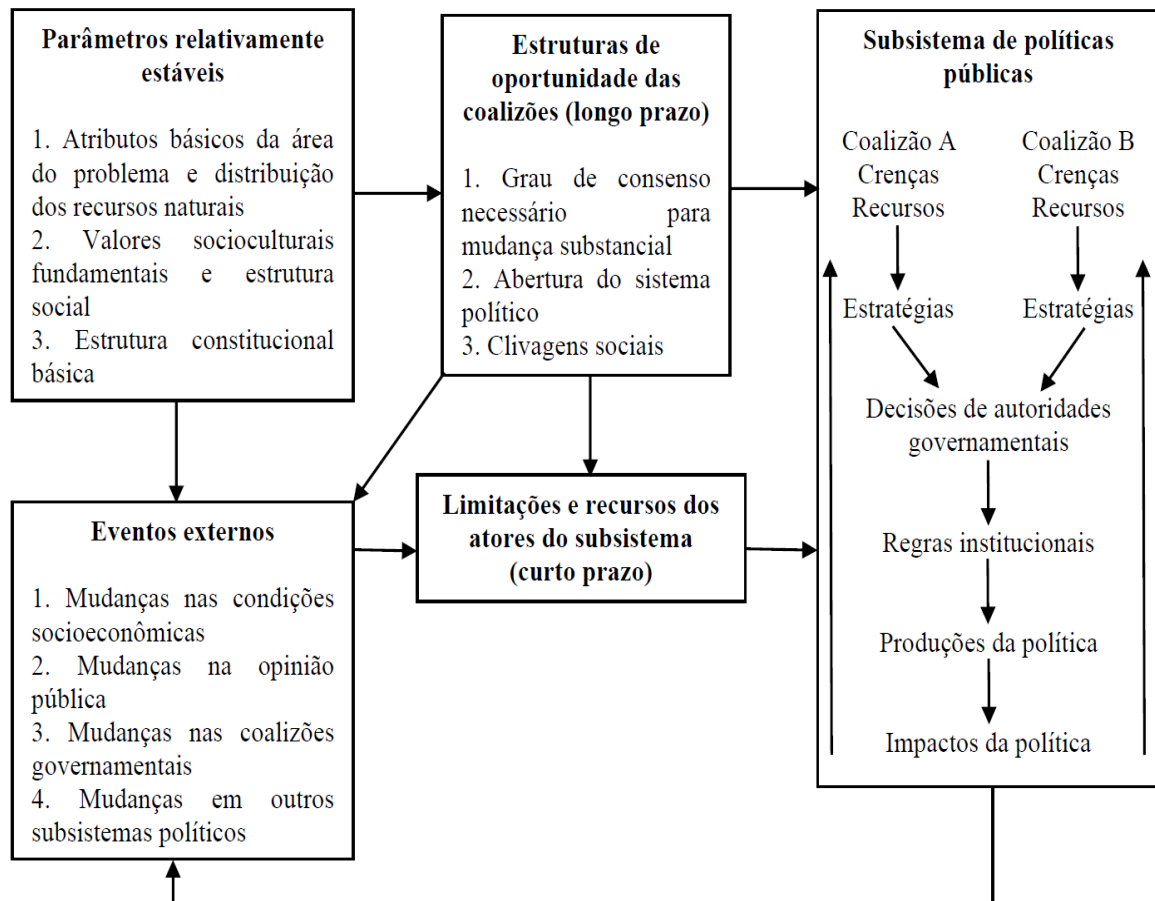 Parâmetros relativamente
estáveis
1. Atributos básicos da área
do problema e distribuição
dos recursos naturais
2. Valores socioculturais
fundamentais e estrutura
social
3. Estrutura constitucional
básica
Estruturas de
oportunidade das
coalizões (longo prazo)
1. Grau de consenso
necessário para
mudança substancial
2. Abertura do sistema
político
3. Clivagens sociais
Subsistema de políticas
públicas
Coalizão A
Crenças
Recursos
Coalizão B
Crenças
Recursos
Estratégias
Estratégias
Decisões de autoridades
governamentais
Regras institucionais
Produções da política
Impactos da política
Eventos externos
1. Mudanças nas condições
socioeconômicas
2. Mudanças na opinião
pública
3. Mudanças nas coalizões
governamentais
4. Mudanças em outros
subsistemas políticos
Limitações e recursos dos
atores do subsistema
(curto prazo)